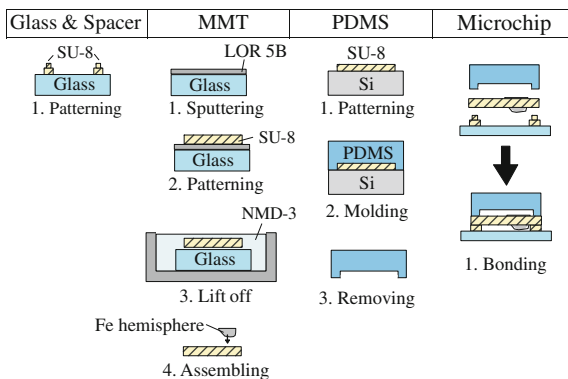 Glass & Spacer
MMT
PDMS
Microchip
SU-8
Glass
1. Patterning
LOR 5B
Glass
1. Sputtering
SU-8
Glass
2. Patterning
NMD-3
Glass
3. Lift off
Fe hemisphere
4. Assembling
SU-8
Si
1. Patterning
PDMS
Si
2. Molding
3. Removing
1. Bonding